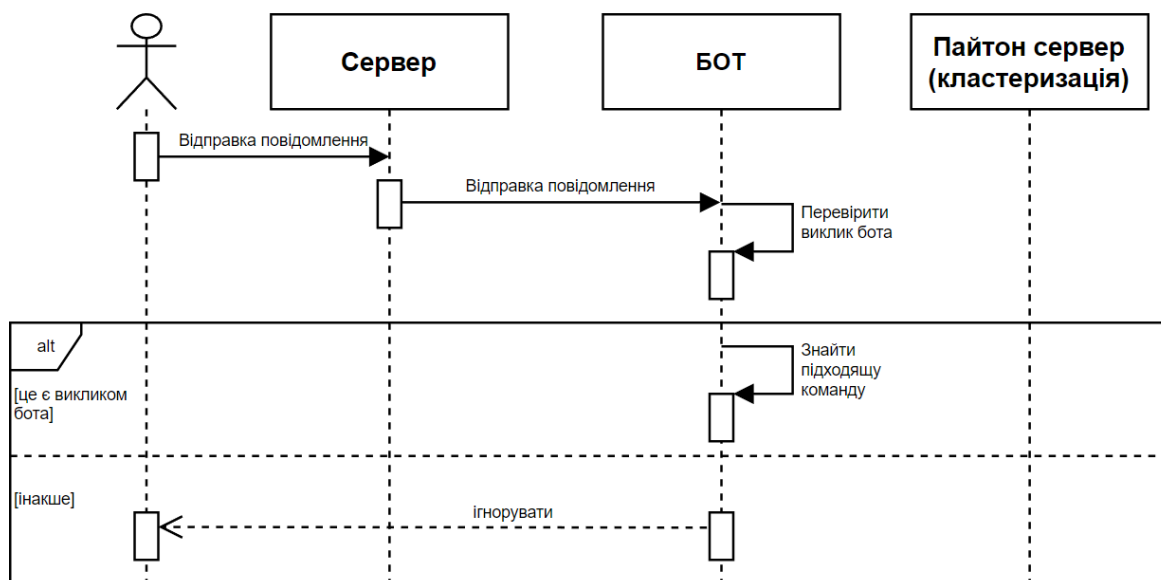 Сервер
БОТ
Пайтон сервер
(кластеризація)
Відправка повідомлення
Відправка повідомлення
Перевірити
виклик бота
alt
[це є викликом
бота]
Знайти
підходящу
команду
[інакше]
ігнорувати